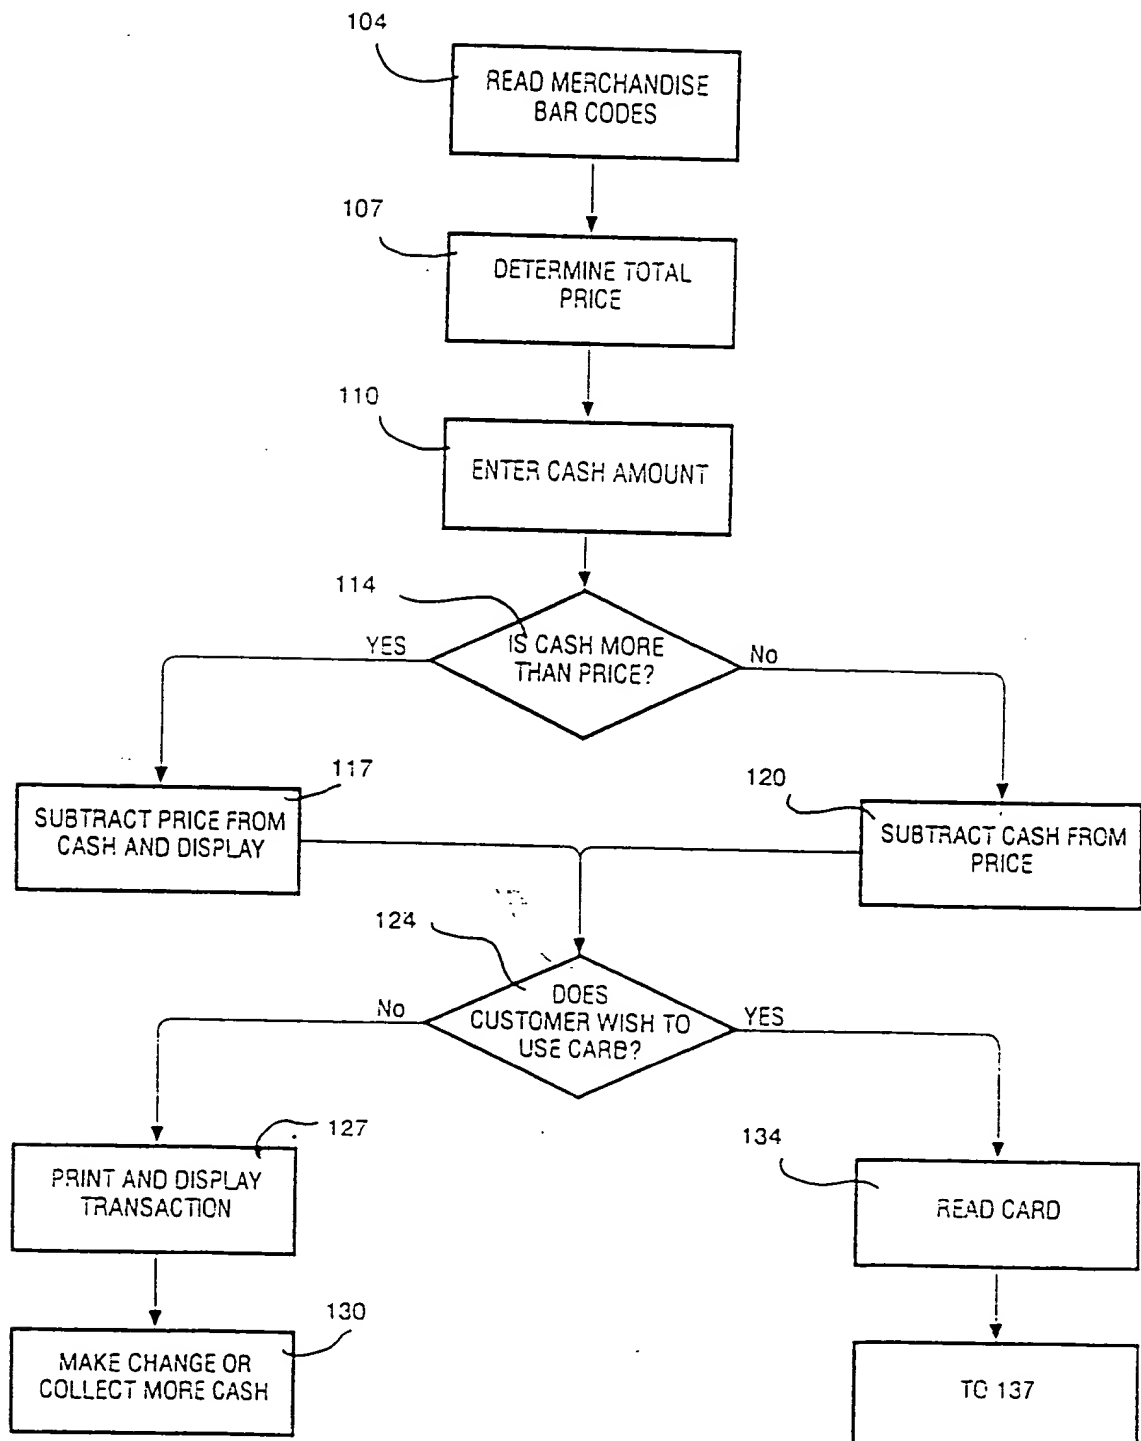 104
READ MERCHANDISE
BAR CODES
107
DETERMINE TOTAL
PRICE
110
ENTER CASH AMOUNT
114
IS CASH MORE
THAN PRICE?
YES
No
117
SUBTRACT PRICE FROM
CASH AND DISPLAY
120
SUBTRACT CASH FROM
PRICE
124
DOES
CUSTOMER WISH TO
USE CARB?
No
YES
127
PRINT AND DISPLAY
TRANSACTION
134
READ CARD
130
MAKE CHANGE OR
COLLECT MORE CASH
TO 137